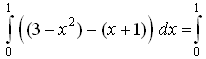 ∫₀¹ ((3 − x²) − (x + 1)) dx = ∫₀¹